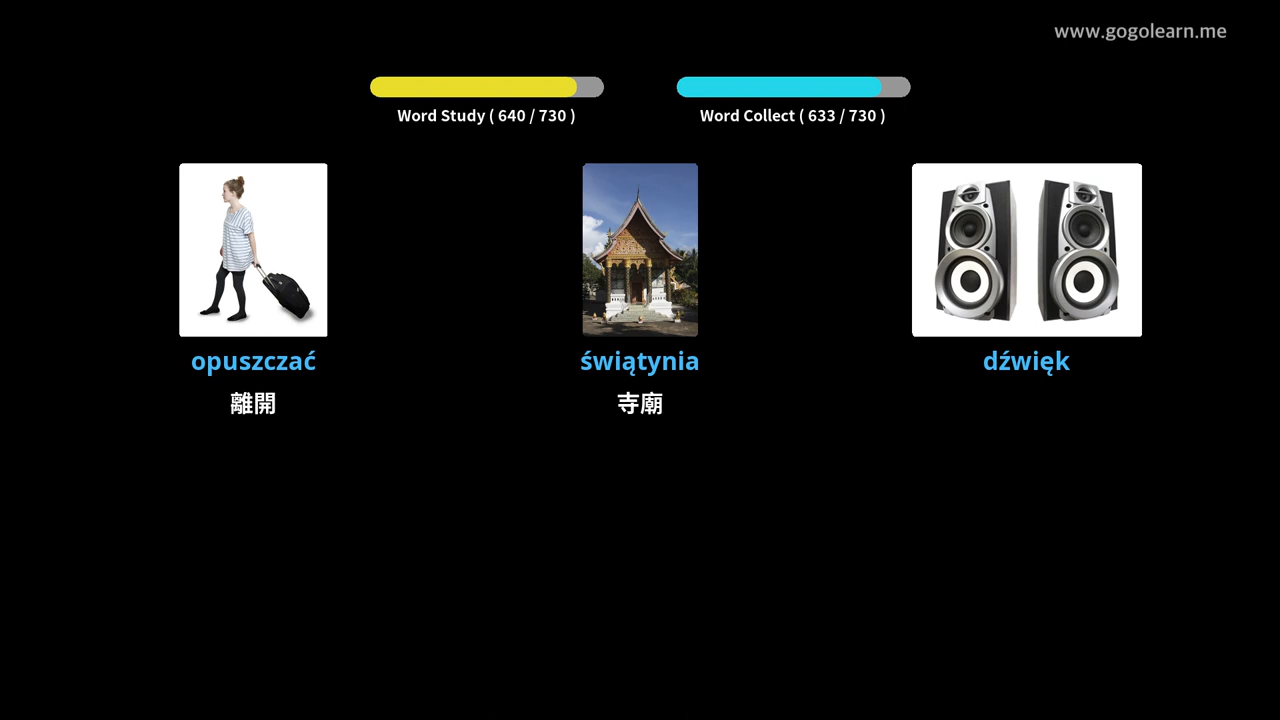 www.gogolearn.me
Word Study ( 640 / 730 )
Word Collect ( 633 / 730 )
opuszczać
świątynia
dźwięk
離開
寺廟